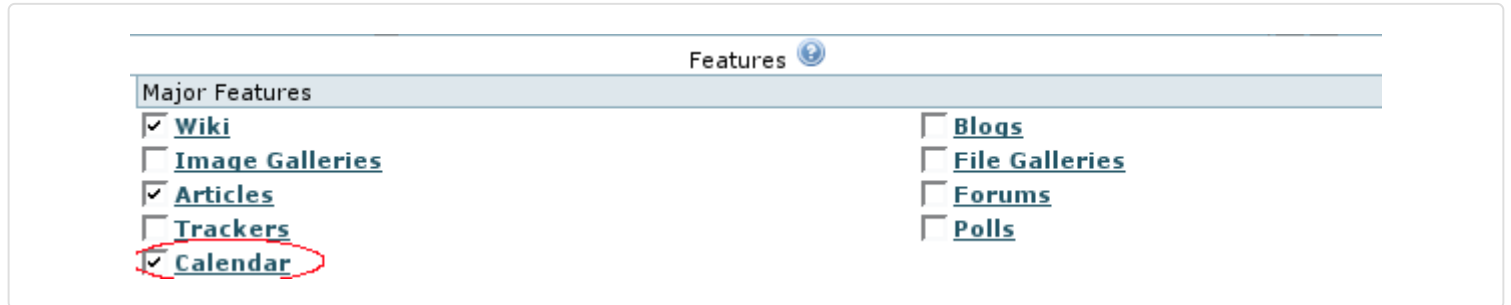 Features
Major Features
Wiki Blogs
Image Galleries File Galleries
Articles Forums
Trackers Polls
Calendar